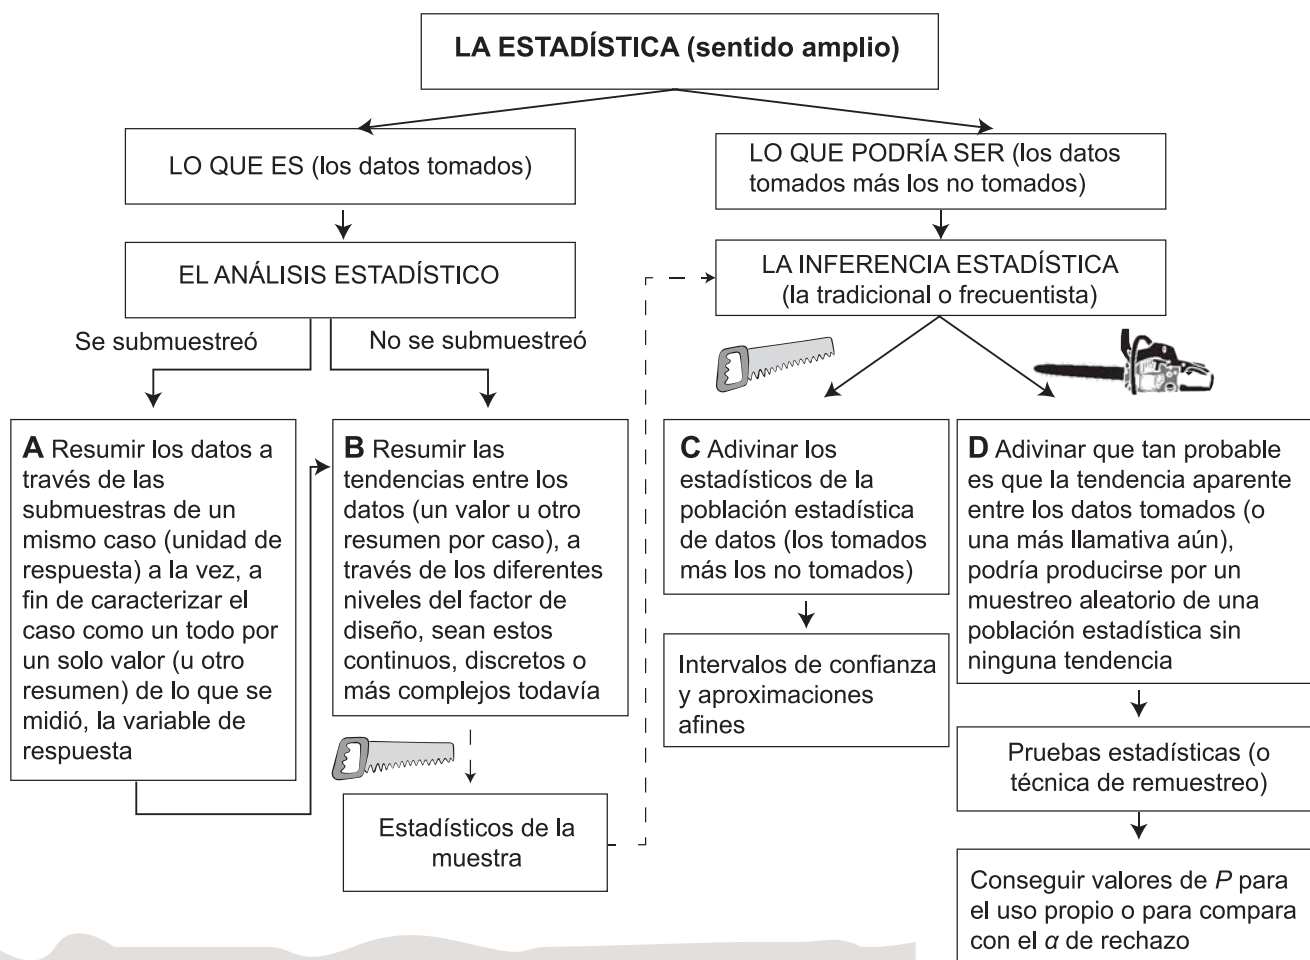 LA ESTADÍSTICA (sentido amplio)
LO QUE ES (los datos tomados)
LO QUE PODRÍA SER (los datos
tomados más los no tomados)
EL ANÁLISIS ESTADÍSTICO
LA INFERENCIA ESTADÍSTICA
(la tradicional o frecuentista)
Se submuestreó
No se submuestreó
A Resumir los datos a
través de las
submuestras de un
mismo caso (unidad de
respuesta) a la vez, a
fin de caracterizar el
caso como un todo por
un solo valor (u otro
resumen) de lo que se
midió, la variable de
respuesta
B Resumir las
tendencias entre los
datos (un valor u otro
resumen por caso), a
través de los diferentes
niveles del factor de
diseño, sean estos
continuos, discretos o
más complejos todavía
Estadísticos de la
muestra
C Adivinar los
estadísticos de la
población estadística
de datos (los tomados
más los no tomados)
Intervalos de confianza
y aproximaciones
afines
D Adivinar que tan probable
es que la tendencia aparente
entre los datos tomados (o
una más llamativa aún),
podría producirse por un
muestreo aleatorio de una
población estadística sin
ninguna tendencia
Pruebas estadísticas (o
técnica de remuestreo)
Conseguir valores de P para
el uso propio o para compara
con el α de rechazo